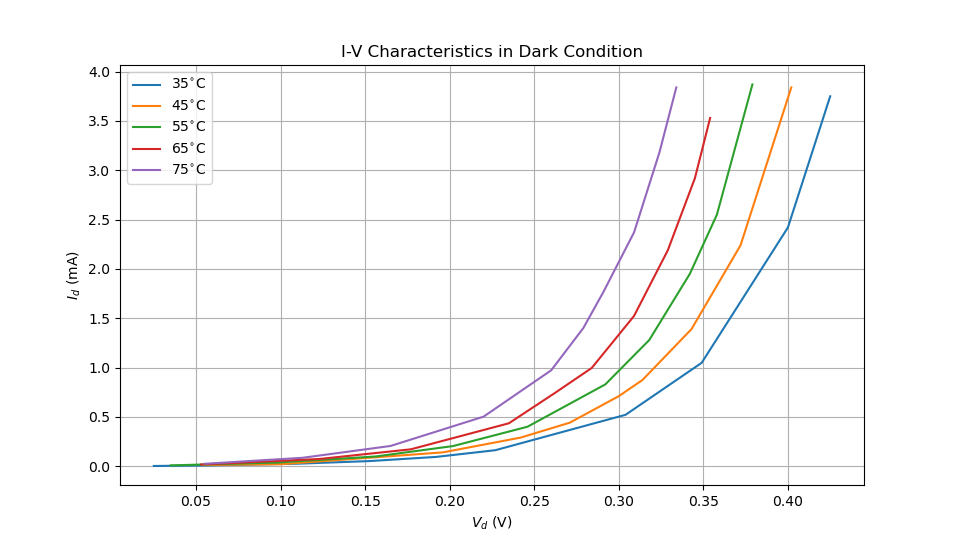 I-V Characteristics in Dark Condition
4.0
3.5
3.0
2.5
2.0
1.5
1.0
0.5
0.0
I_d (mA)
35°C
45°C
55°C
65°C
75°C
0.05 0.10 0.15 0.20 0.25 0.30 0.35 0.40
V_d (V)